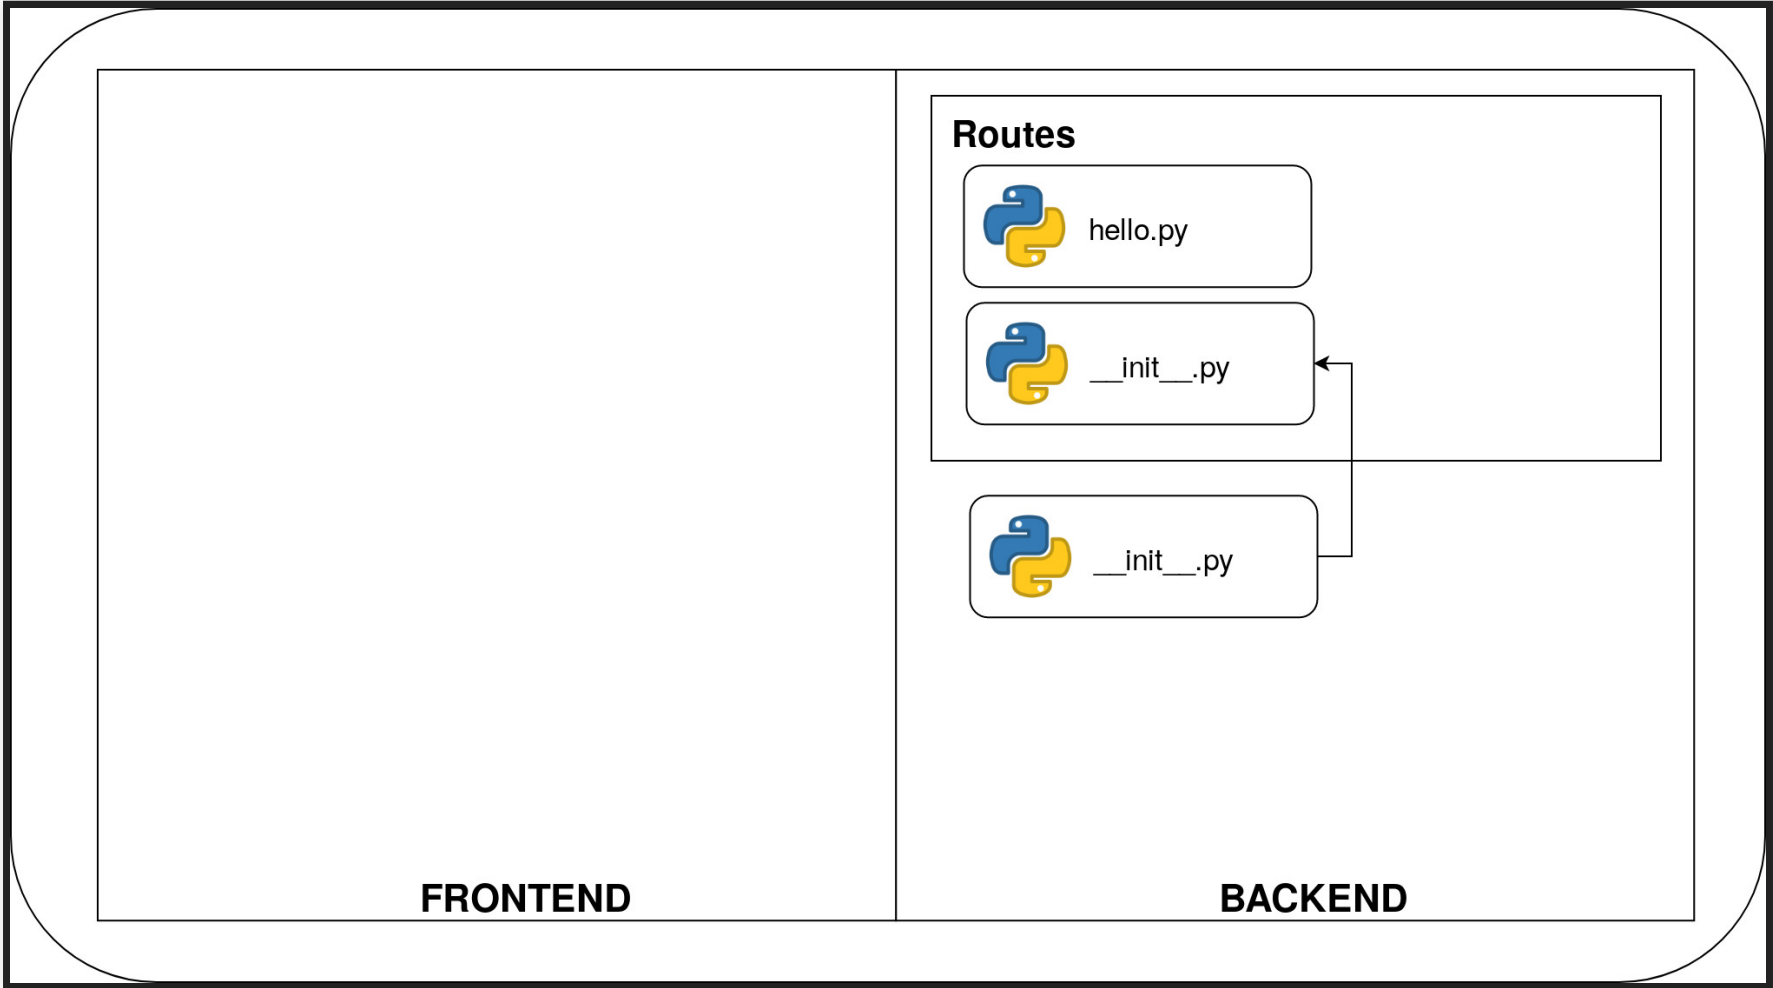 Routes
hello.py
__init__.py
__init__.py
FRONTEND
BACKEND